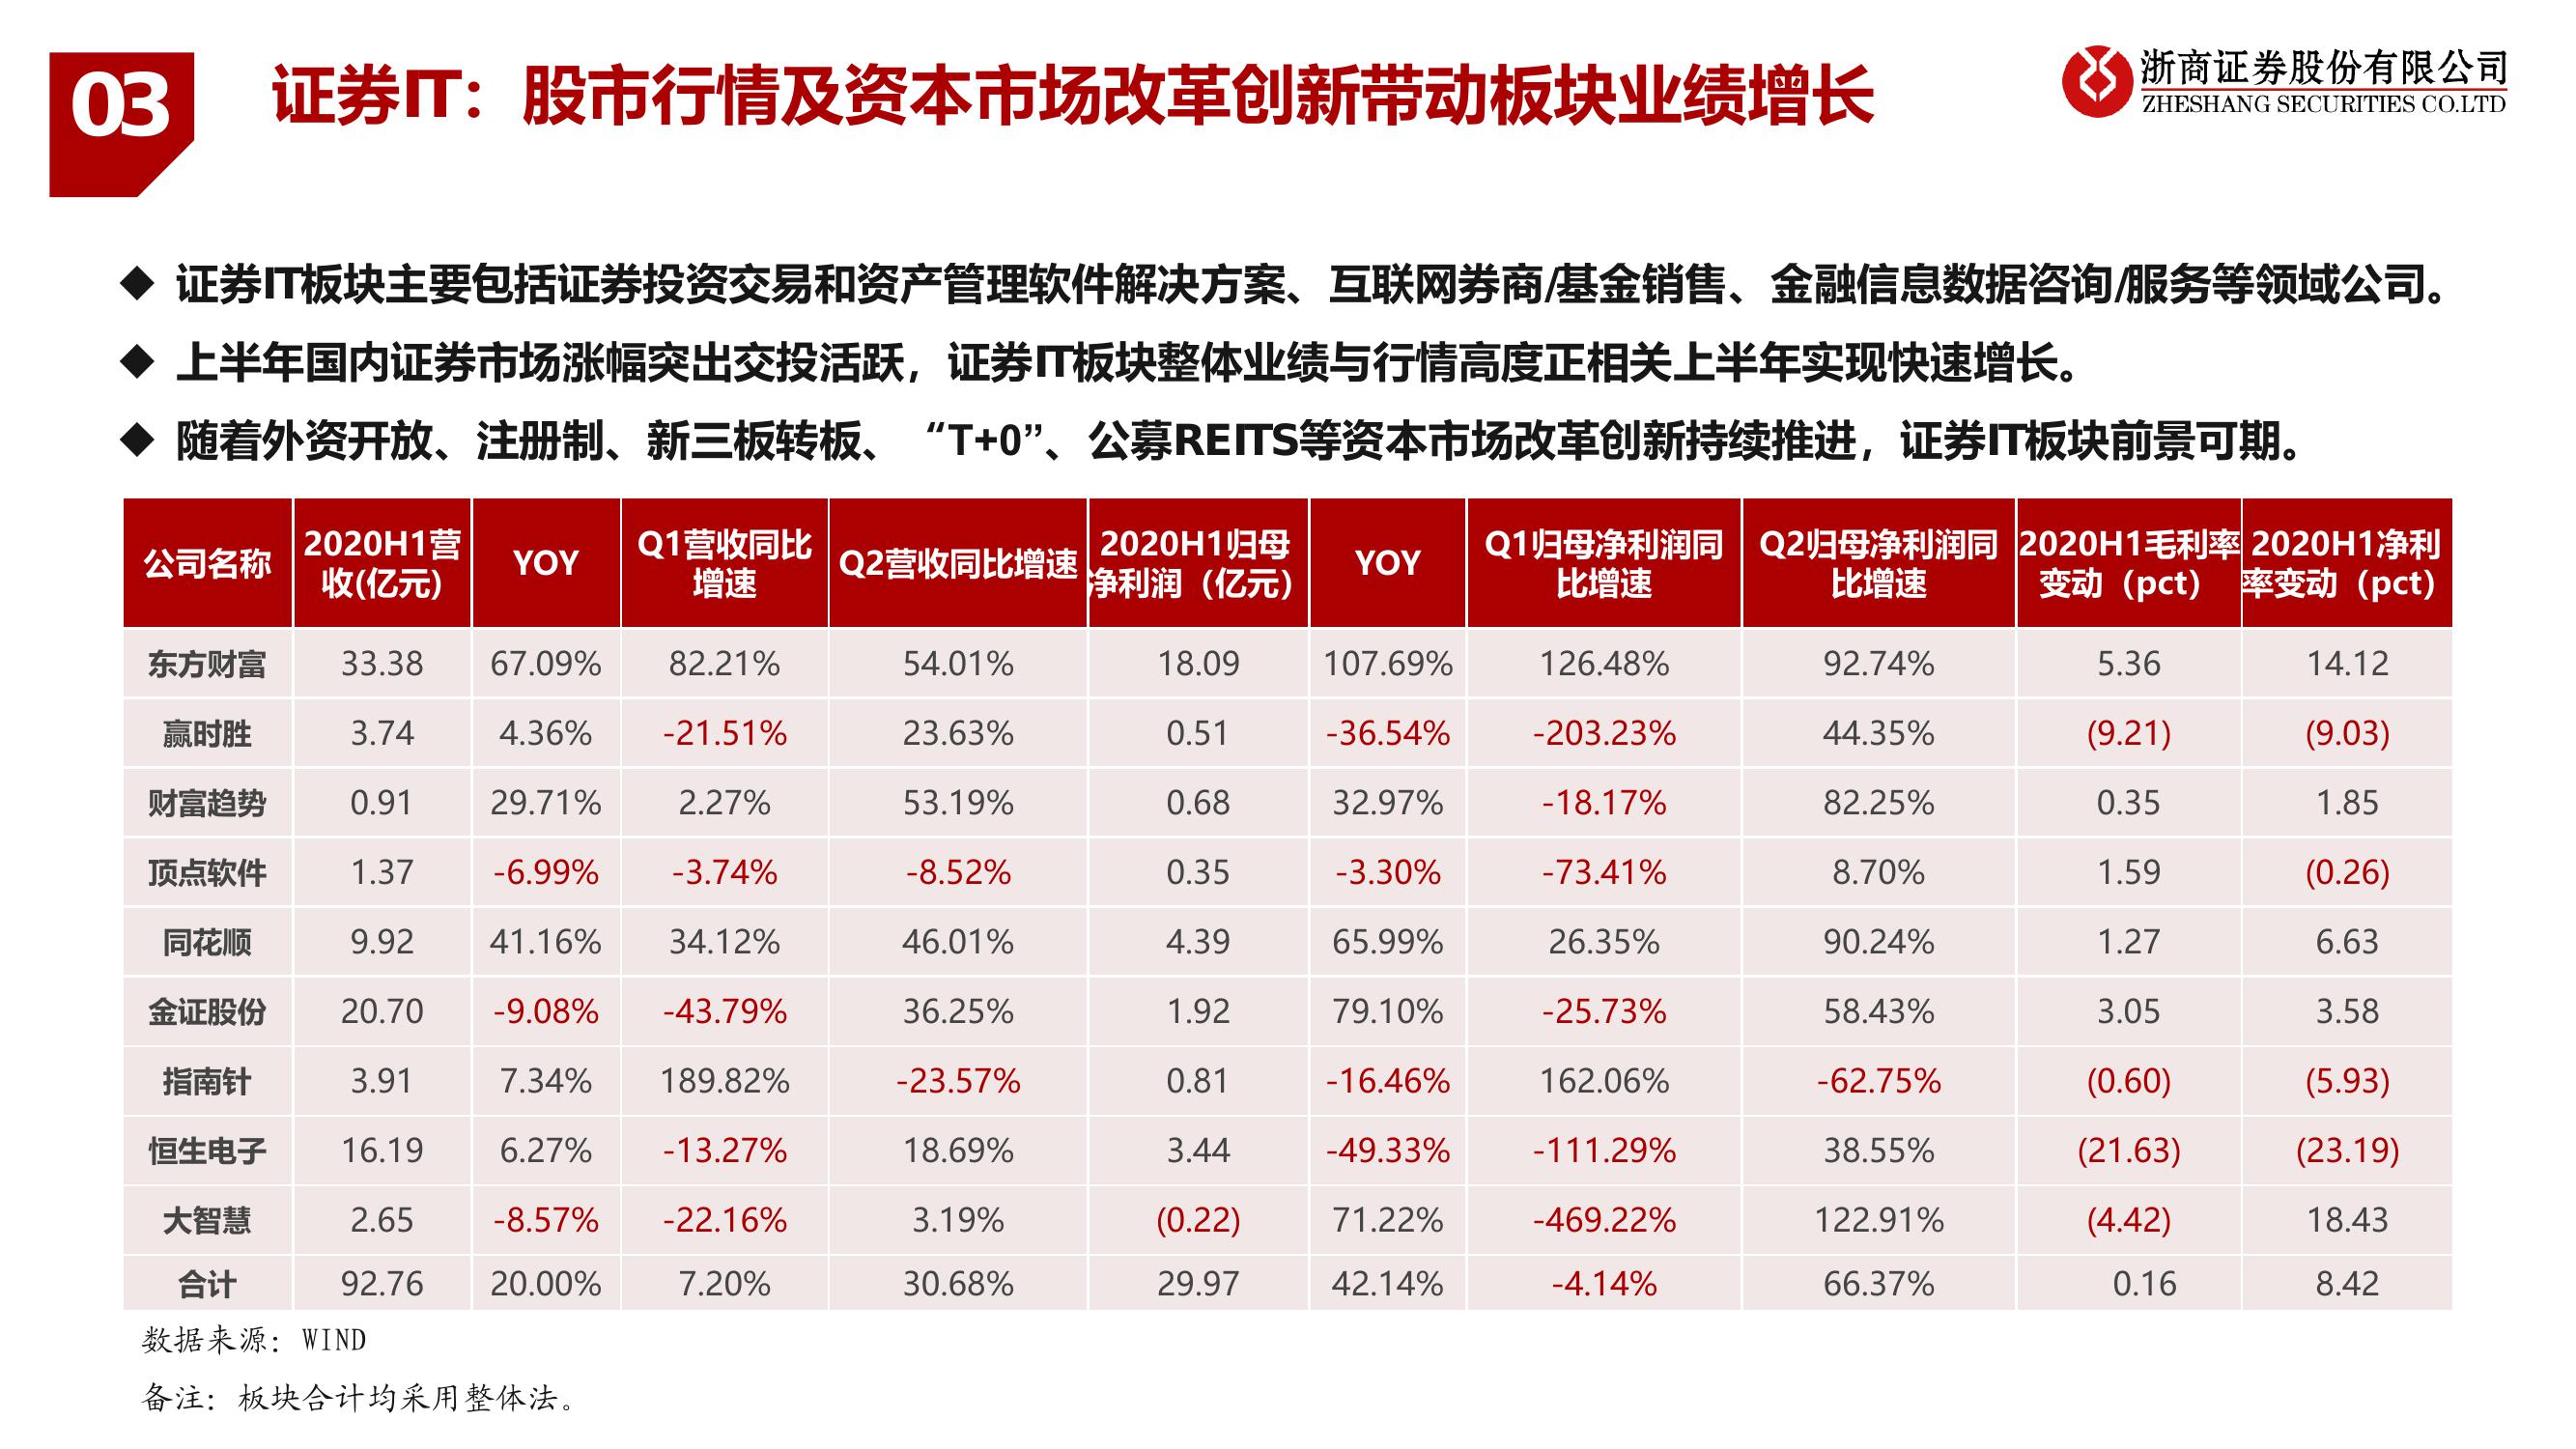 03
证券IT：股市行情及资本市场改革创新带动板块业绩增长
浙商证券股份有限公司
ZHESHANG SECURITIES CO.LTD
◆ 证券IT板块主要包括证券投资交易和资产管理软件解决方案、互联网券商/基金销售、金融信息数据咨询/服务等领域公司。
◆ 上半年国内证券市场涨幅突出交投活跃，证券IT板块整体业绩与行情高度正相关上半年实现快速增长。
◆ 随着外资开放、注册制、新三板转板、“T+0”、公募REITS等资本市场改革创新持续推进，证券IT板块前景可期。
公司名称 2020H1营收(亿元) YOY Q1营收同比增速 Q2营收同比增速 2020H1归母净利润（亿元） YOY Q1归母净利润同比增速 Q2归母净利润同比增速 2020H1毛利率变动（pct） 2020H1净利率变动（pct）
东方财富 33.38 67.09% 82.21% 54.01% 18.09 107.69% 126.48% 92.74% 5.36 14.12
赢时胜 3.74 4.36% -21.51% 23.63% 0.51 -36.54% -203.23% 44.35% (9.21) (9.03)
财富趋势 0.91 29.71% 2.27% 53.19% 0.68 32.97% -18.17% 82.25% 0.35 1.85
顶点软件 1.37 -6.99% -3.74% -8.52% 0.35 -3.30% -73.41% 8.70% 1.59 (0.26)
同花顺 9.92 41.16% 34.12% 46.01% 4.39 65.99% 26.35% 90.24% 1.27 6.63
金证股份 20.70 -9.08% -43.79% 36.25% 1.92 79.10% -25.73% 58.43% 3.05 3.58
指南针 3.91 7.34% 189.82% -23.57% 0.81 -16.46% 162.06% -62.75% (0.60) (5.93)
恒生电子 16.19 6.27% -13.27% 18.69% 3.44 -49.33% -111.29% 38.55% (21.63) (23.19)
大智慧 2.65 -8.57% -22.16% 3.19% (0.22) 71.22% -469.22% 122.91% (4.42) 18.43
合计 92.76 20.00% 7.20% 30.68% 29.97 42.14% -4.14% 66.37% 0.16 8.42
数据来源：WIND
备注：板块合计均采用整体法。